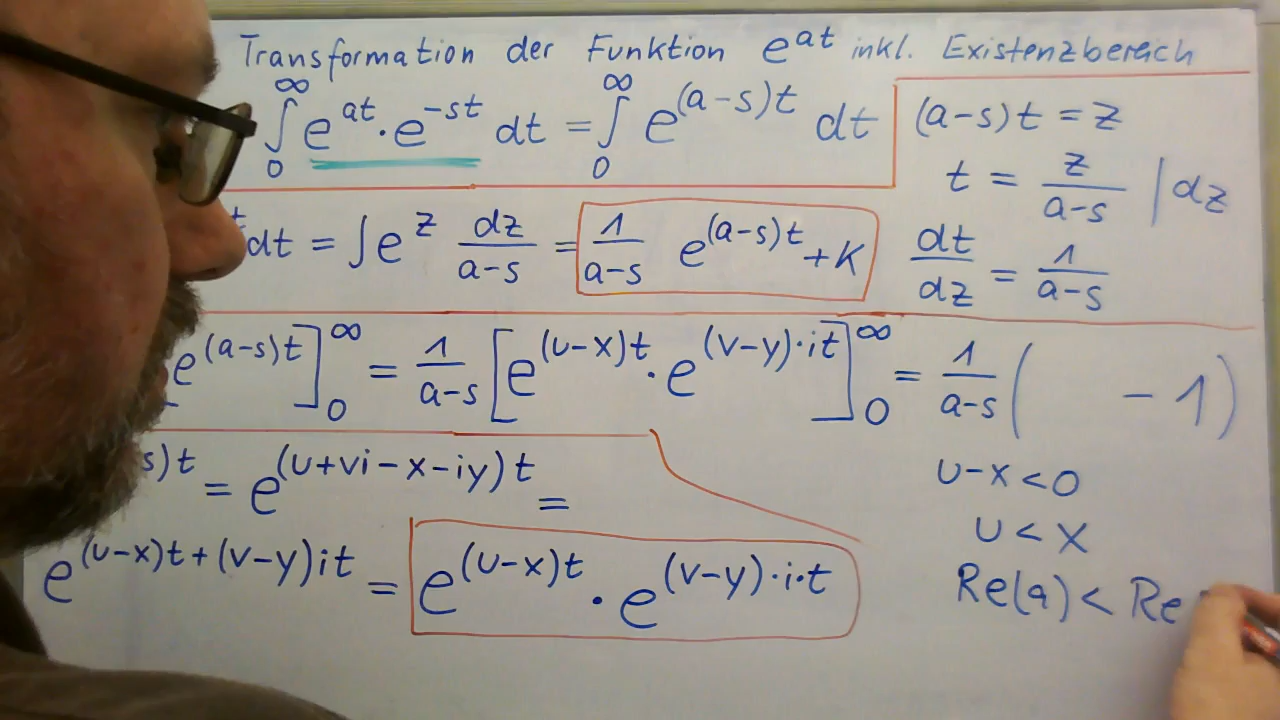 Transformation der Funktion e^{at} inkl. Existenzbereich
∫_0^∞ e^{at}·e^{-st} dt = ∫_0^∞ e^{(a-s)t} dt
(a-s)t = z
t = z/(a-s) | dz
dt/dz = 1/(a-s)
t dt = ∫e^z dz/(a-s) = 1/(a-s) e^{(a-s)t} + K
e^{(a-s)t}]_0^∞ = 1/(a-s) [e^{(u-x)t} · e^{(v-y)·it}]_0^∞ = 1/(a-s) ( - 1)
s)t = e^{(u+vi-x-iy)t} =
e^{(u-x)t+(v-y)it} = e^{(u-x)t} · e^{(v-y)·i·t}
u-x<0
u<x
Re(a) < Re